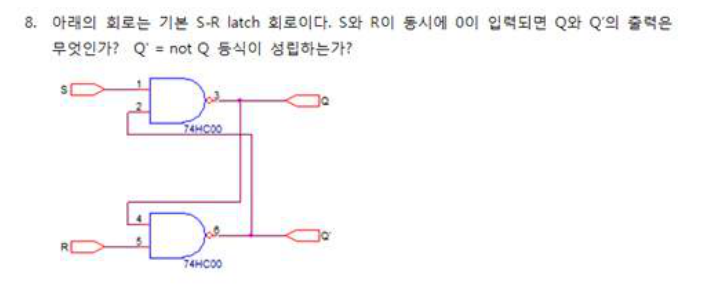 8. 아래의 회로는 기본 S-R latch 회로이다. S와 R이 동시에 0이 입력되면 Q와 Q'의 출력은
무엇인가? Q' = not Q 등식이 성립하는가?
S 1 3 Q
2
74HC00
4
6 Q'
R 5
74HC00